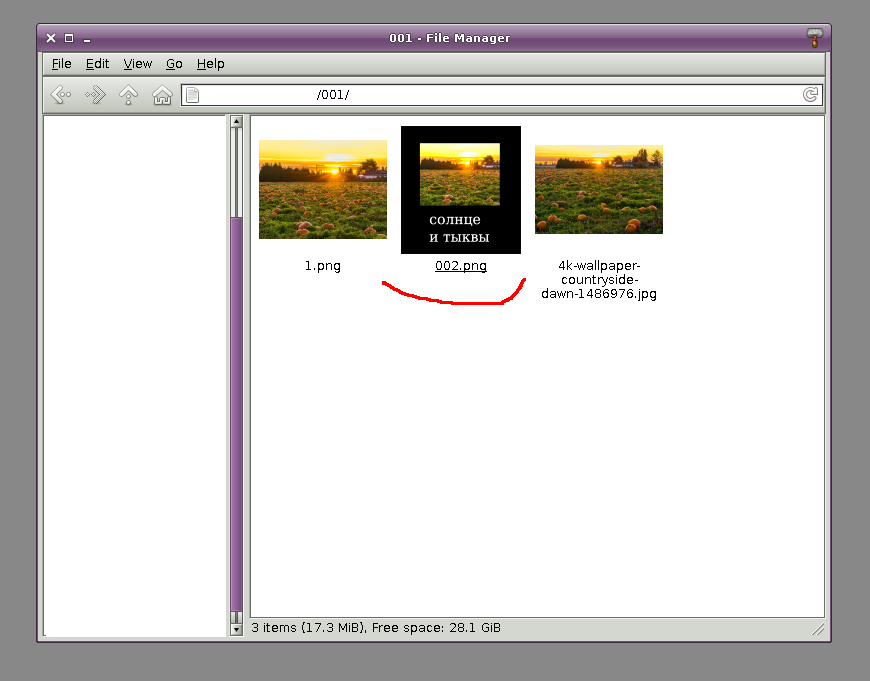 001 - File Manager
File Edit View Go Help
/001/
солнце
и тыквы
1.png
002.png
4k-wallpaper-
countryside-
dawn-1486976.jpg
3 items (17.3 MiB), Free space: 28.1 GiB